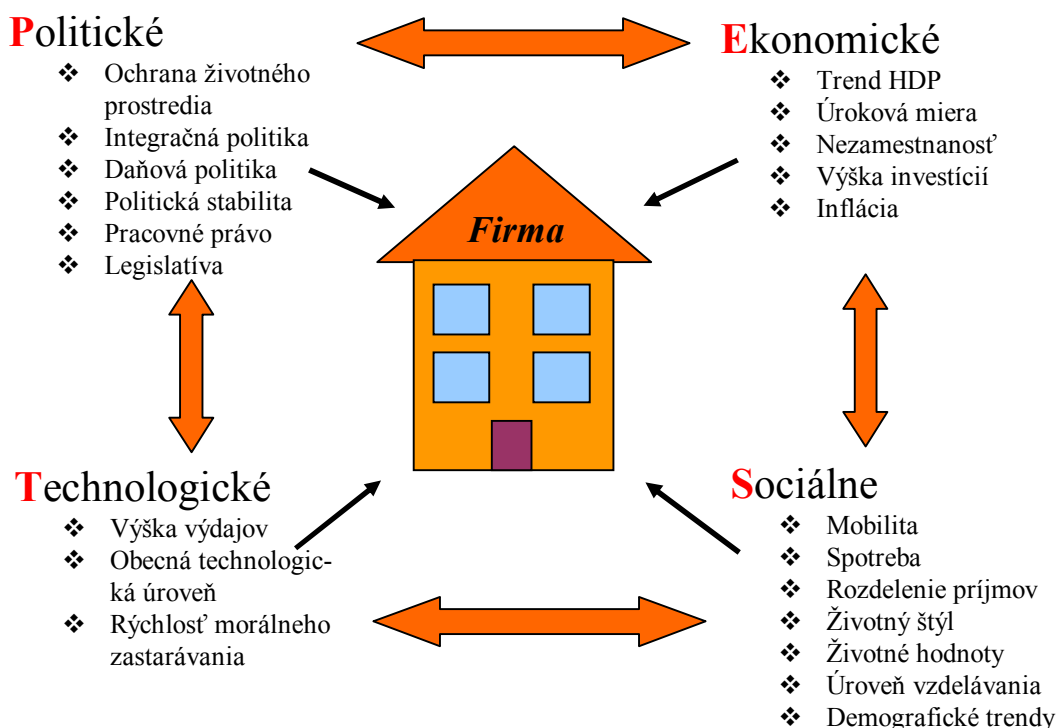 Politické
❖ Ochrana životného
prostredia
❖ Integračná politika
❖ Daňová politika
❖ Politická stabilita
❖ Pracovné právo
❖ Legislatíva
Ekonomické
❖ Trend HDP
❖ Úroková miera
❖ Nezamestnanosť
❖ Výška investícií
❖ Inflácia
Firma
Technologické
❖ Výška výdajov
❖ Obecná technologic-
ká úroveň
❖ Rýchlosť morálneho
zastarávania
Sociálne
❖ Mobilita
❖ Spotreba
❖ Rozdelenie príjmov
❖ Životný štýl
❖ Životné hodnoty
❖ Úroveň vzdelávania
❖ Demografické trendy